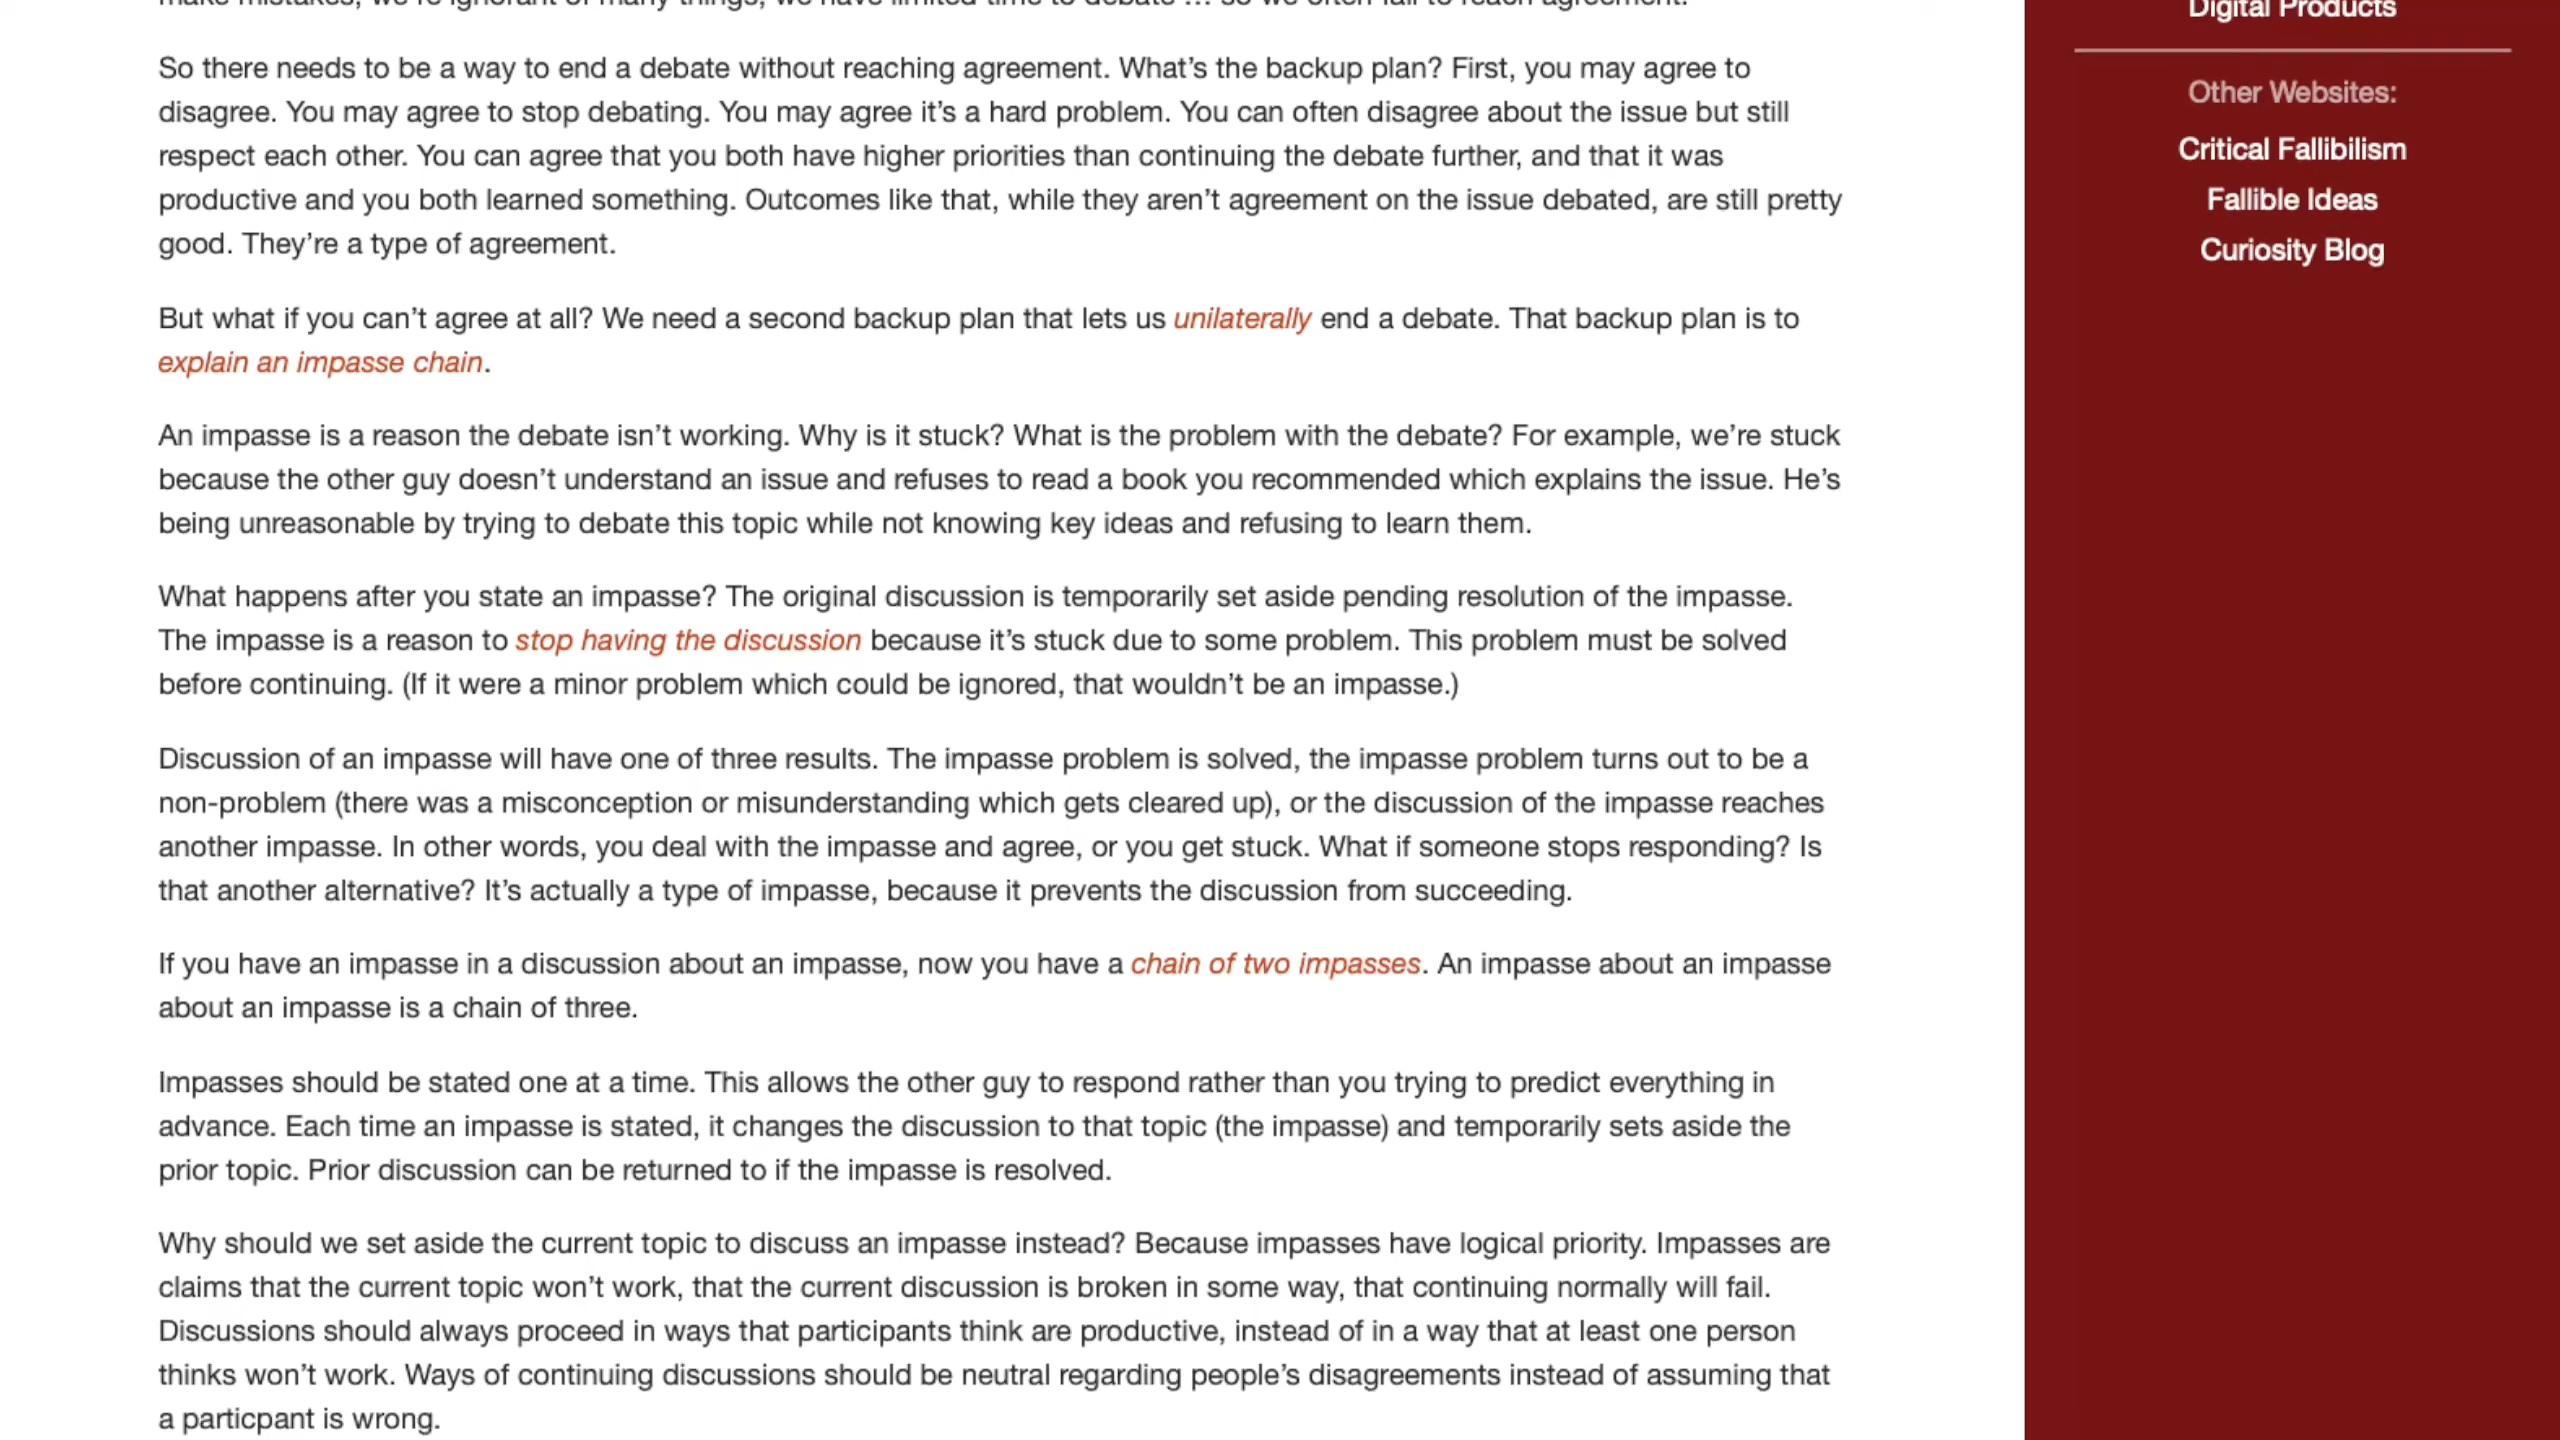 make mistakes, we're ignorant of many things, we have limited time to debate … so we often fail to reach agreement.
So there needs to be a way to end a debate without reaching agreement. What's the backup plan? First, you may agree to
disagree. You may agree to stop debating. You may agree it's a hard problem. You can often disagree about the issue but still
respect each other. You can agree that you both have higher priorities than continuing the debate further, and that it was
productive and you both learned something. Outcomes like that, while they aren't agreement on the issue debated, are still pretty
good. They're a type of agreement.
But what if you can't agree at all? We need a second backup plan that lets us unilaterally end a debate. That backup plan is to
explain an impasse chain.
An impasse is a reason the debate isn't working. Why is it stuck? What is the problem with the debate? For example, we're stuck
because the other guy doesn't understand an issue and refuses to read a book you recommended which explains the issue. He's
being unreasonable by trying to debate this topic while not knowing key ideas and refusing to learn them.
What happens after you state an impasse? The original discussion is temporarily set aside pending resolution of the impasse.
The impasse is a reason to stop having the discussion because it's stuck due to some problem. This problem must be solved
before continuing. (If it were a minor problem which could be ignored, that wouldn't be an impasse.)
Discussion of an impasse will have one of three results. The impasse problem is solved, the impasse problem turns out to be a
non-problem (there was a misconception or misunderstanding which gets cleared up), or the discussion of the impasse reaches
another impasse. In other words, you deal with the impasse and agree, or you get stuck. What if someone stops responding? Is
that another alternative? It's actually a type of impasse, because it prevents the discussion from succeeding.
If you have an impasse in a discussion about an impasse, now you have a chain of two impasses. An impasse about an impasse
about an impasse is a chain of three.
Impasses should be stated one at a time. This allows the other guy to respond rather than you trying to predict everything in
advance. Each time an impasse is stated, it changes the discussion to that topic (the impasse) and temporarily sets aside the
prior topic. Prior discussion can be returned to if the impasse is resolved.
Why should we set aside the current topic to discuss an impasse instead? Because impasses have logical priority. Impasses are
claims that the current topic won't work, that the current discussion is broken in some way, that continuing normally will fail.
Discussions should always proceed in ways that participants think are productive, instead of in a way that at least one person
thinks won't work. Ways of continuing discussions should be neutral regarding people's disagreements instead of assuming that
a particpant is wrong.
Digital Products
Other Websites:
Critical Fallibilism
Fallible Ideas
Curiosity Blog